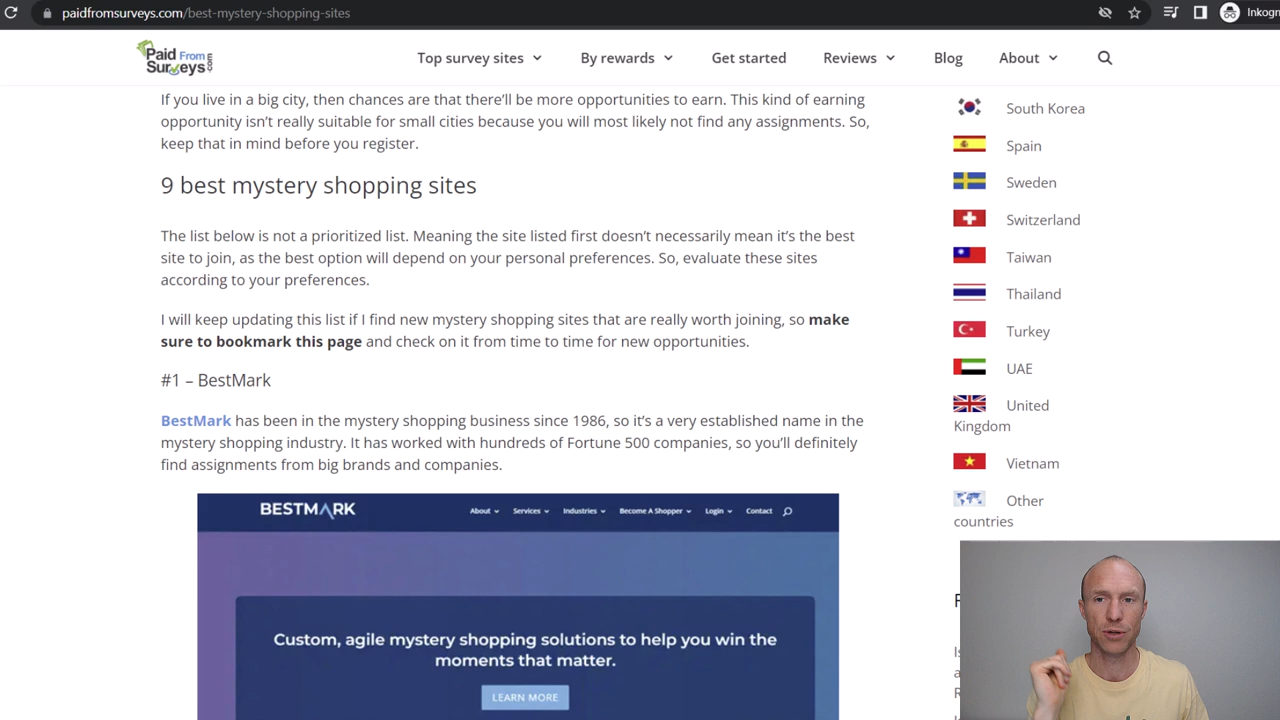 paidfromsurveys.com/best-mystery-shopping-sites
Inkogn
Paid From
Surveys.com
Top survey sites
By rewards
Get started
Reviews
Blog
About
If you live in a big city, then chances are that there'll be more opportunities to earn. This kind of earning
opportunity isn't really suitable for small cities because you will most likely not find any assignments. So,
keep that in mind before you register.
9 best mystery shopping sites
The list below is not a prioritized list. Meaning the site listed first doesn't necessarily mean it's the best
site to join, as the best option will depend on your personal preferences. So, evaluate these sites
according to your preferences.
I will keep updating this list if I find new mystery shopping sites that are really worth joining, so make
sure to bookmark this page and check on it from time to time for new opportunities.
#1 – BestMark
BestMark has been in the mystery shopping business since 1986, so it's a very established name in the
mystery shopping industry. It has worked with hundreds of Fortune 500 companies, so you'll definitely
find assignments from big brands and companies.
BESTMARK
About
Services
Industries
Become A Shopper
Login
Contact
Custom, agile mystery shopping solutions to help you win the
moments that matter.
LEARN MORE
South Korea
Spain
Sweden
Switzerland
Taiwan
Thailand
Turkey
UAE
United
Kingdom
Vietnam
Other
countries